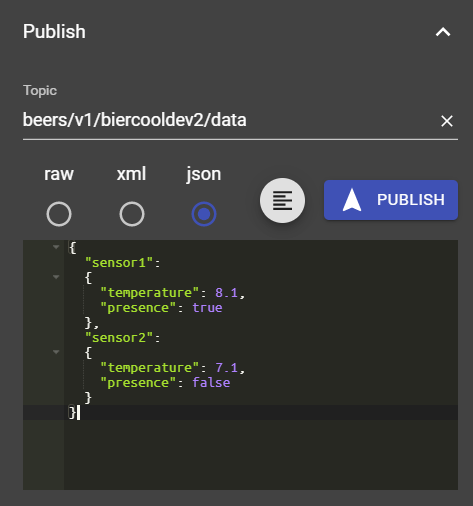 Publish
Topic
beers/v1/biercooldev2/data
raw xml json
PUBLISH
{
  "sensor1":
  {
    "temperature": 8.1,
    "presence": true
  },
  "sensor2":
  {
    "temperature": 7.1,
    "presence": false
  }
}